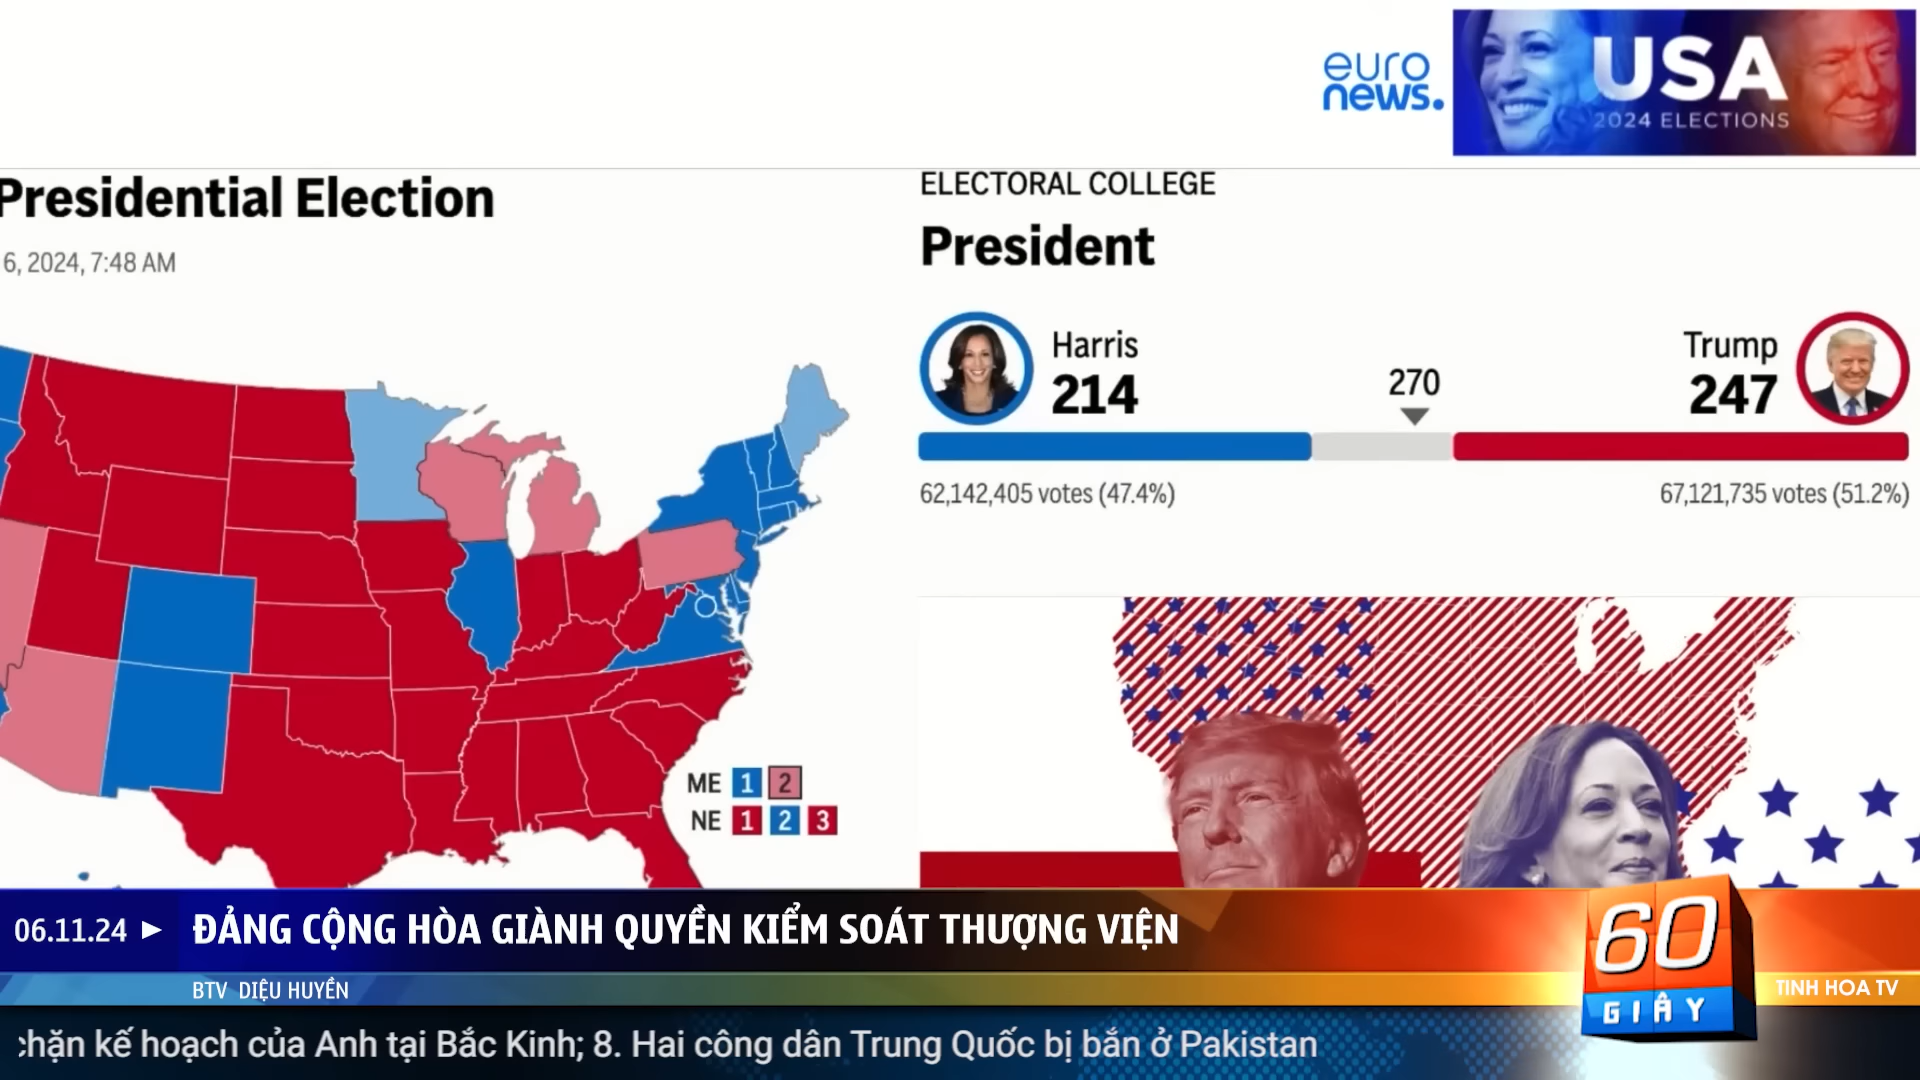 euro
news.
USA
2024 ELECTIONS
Presidential Election
6, 2024, 7:48 AM
ELECTORAL COLLEGE
President
Harris
214
270
Trump
247
62,142,405 votes (47.4%)
67,121,735 votes (51.2%)
ME 1 2
NE 1 2 3
06.11.24 ► ĐẢNG CỘNG HÒA GIÀNH QUYỀN KIỂM SOÁT THƯỢNG VIỆN
BTV DIỆU HUYỀN
60
GIÂY
TINH HOA TV
chặn kế hoạch của Anh tại Bắc Kinh; 8. Hai công dân Trung Quốc bị bắn ở Pakistan